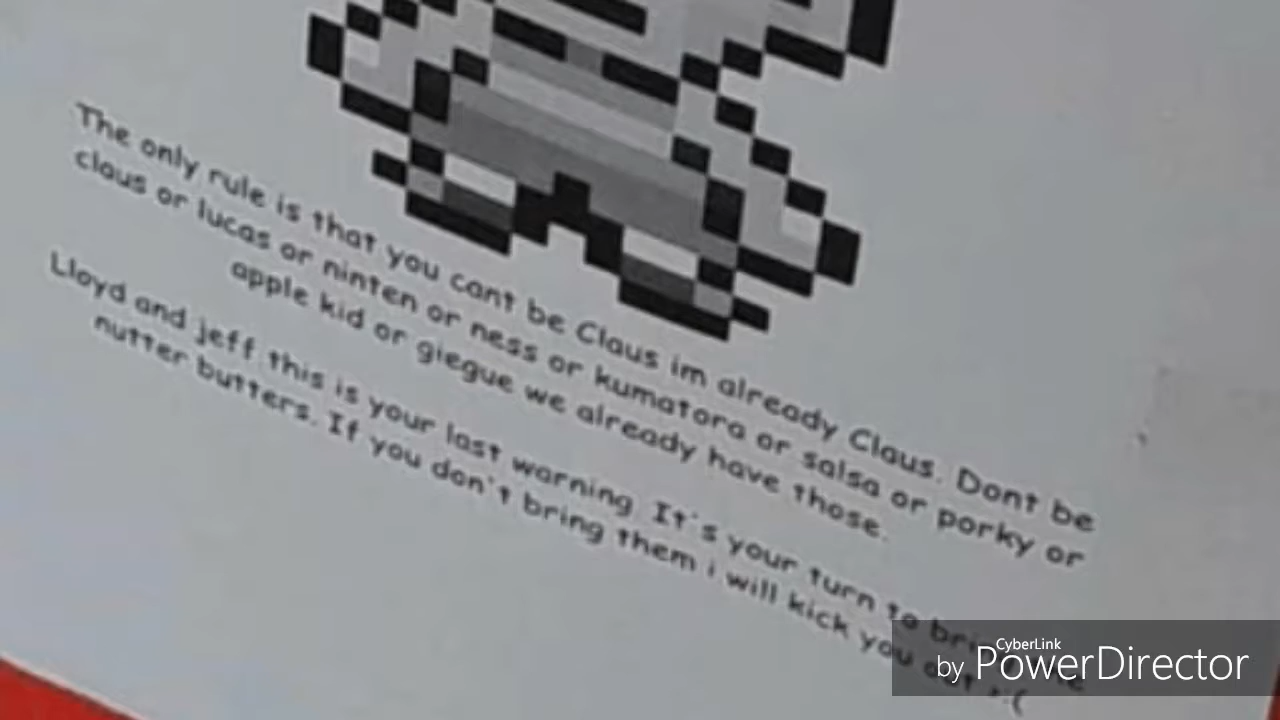 The only rule is that you cant be Claus im already Claus. Dont be
claus or lucas or ninten or ness or kumatora or salsa or porky or
apple kid or giegue we already have those.
Lloyd and jeff this is your last warning. It's your turn to bring the
nutter butters. If you don't bring them i will kick you out >:(
by CyberLink PowerDirector